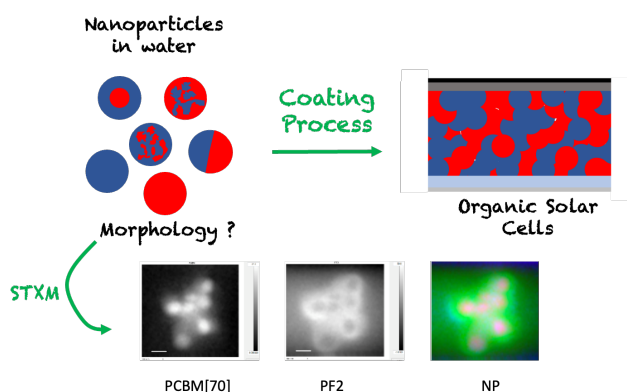 Nanoparticles
in water
Coating
Process
Organic Solar
Cells
Morphology ?
STXM
PCBM[70]
PF2
NP